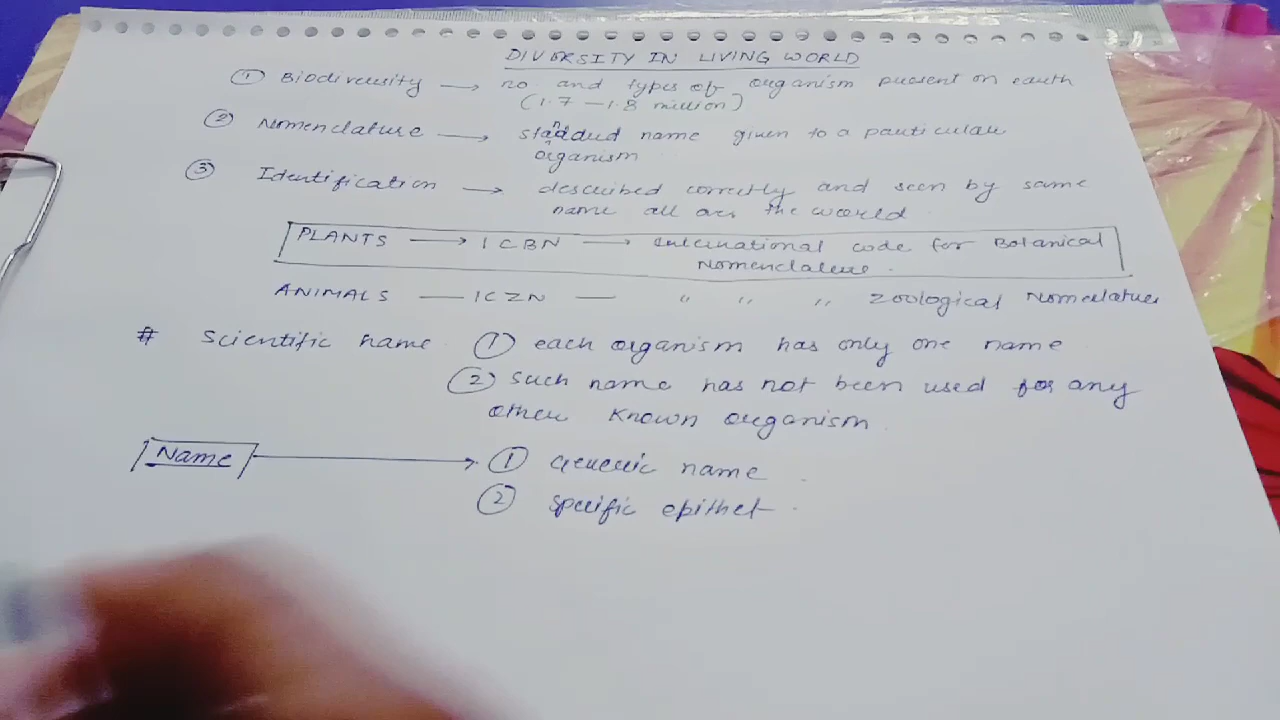 DIVERSITY IN LIVING WORLD
① Biodiversity → no. and types of organism present on earth
(1.7 – 1.8 million)
② Nomenclature → standard name given to a particular
organism
③ Identification → described correctly and seen by same
name all over the world.
PLANTS → ICBN → International code for Botanical
Nomenclature.
ANIMALS — ICZN — " " " Zoological Nomenclature
# Scientific name ① each organism has only one name
② such name has not been used for any
other known organism
Name → ① Generic name
② specific epithet